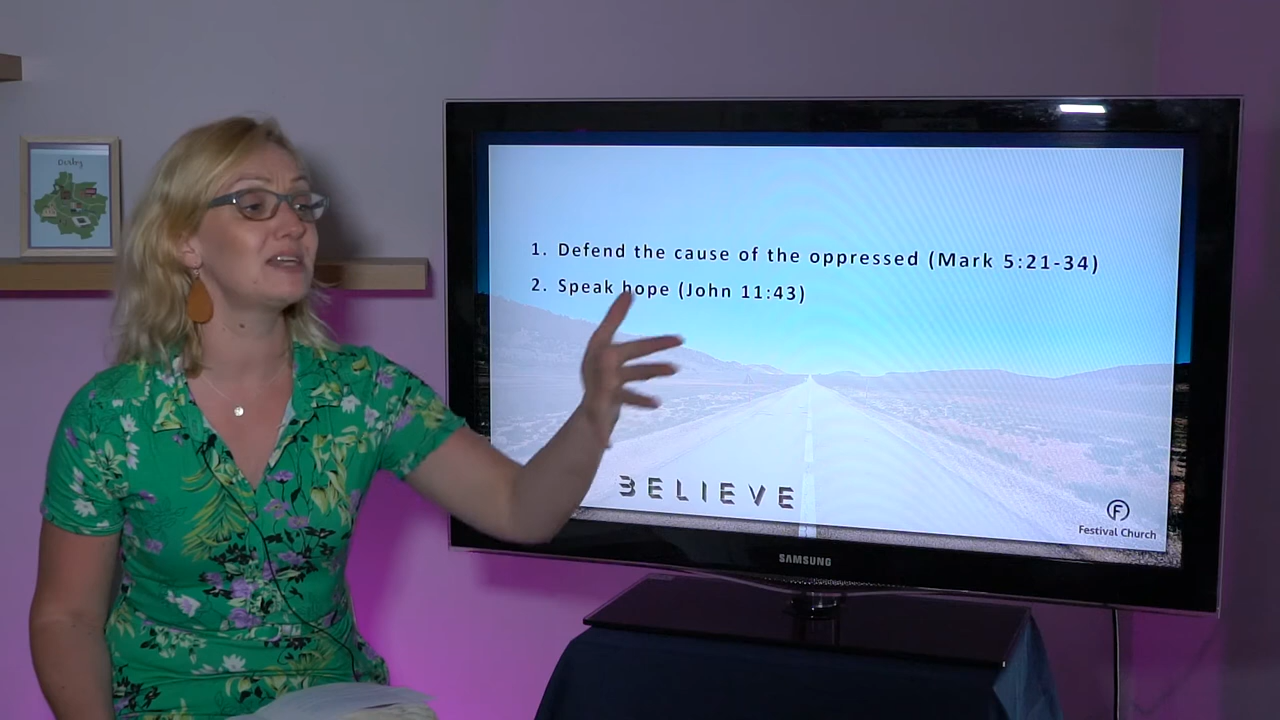 Derby
1. Defend the cause of the oppressed (Mark 5:21-34)
2. Speak hope (John 11:43)
BELIEVE
F
Festival Church
SAMSUNG